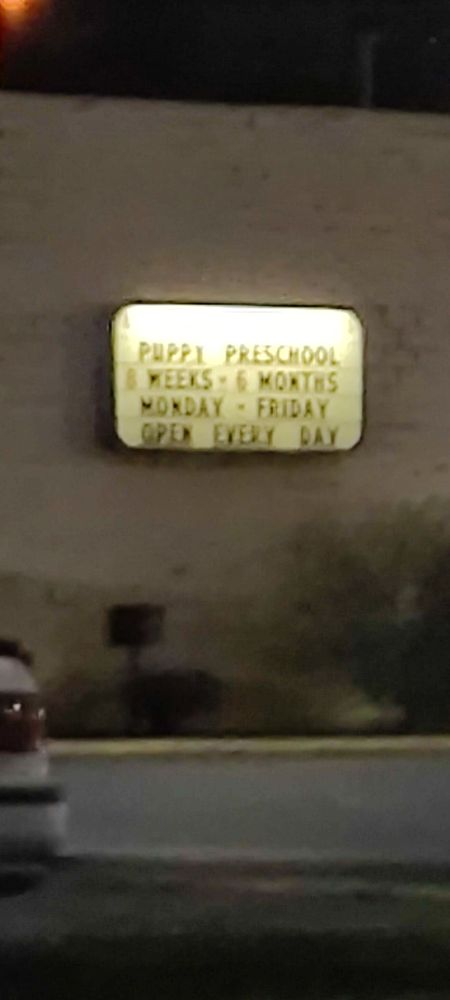 PUPPY PRESCHOOL
8 WEEKS - 6 MONTHS
MONDAY - FRIDAY
OPEN EVERY DAY